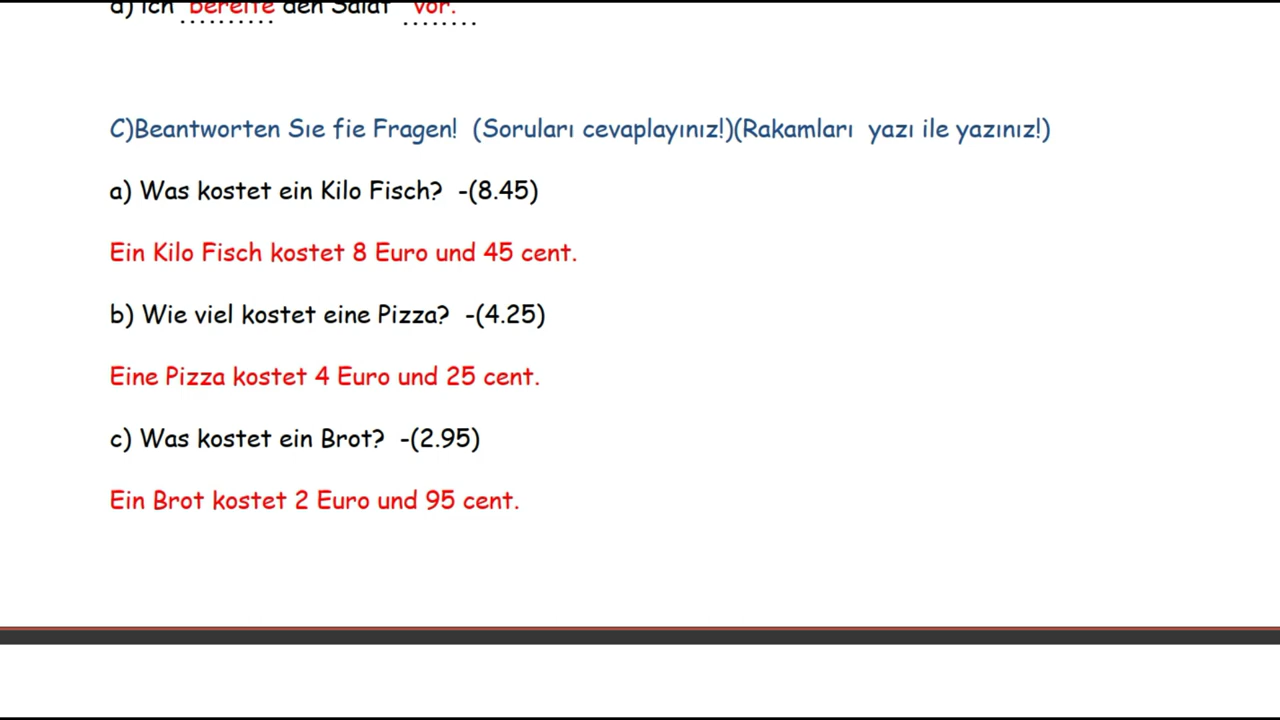 d) Ich bereite den Salat vor.
C)Beantworten Sıe fie Fragen! (Soruları cevaplayınız!)(Rakamları yazı ile yazınız!)
a) Was kostet ein Kilo Fisch? -(8.45)
Ein Kilo Fisch kostet 8 Euro und 45 cent.
b) Wie viel kostet eine Pizza? -(4.25)
Eine Pizza kostet 4 Euro und 25 cent.
c) Was kostet ein Brot? -(2.95)
Ein Brot kostet 2 Euro und 95 cent.